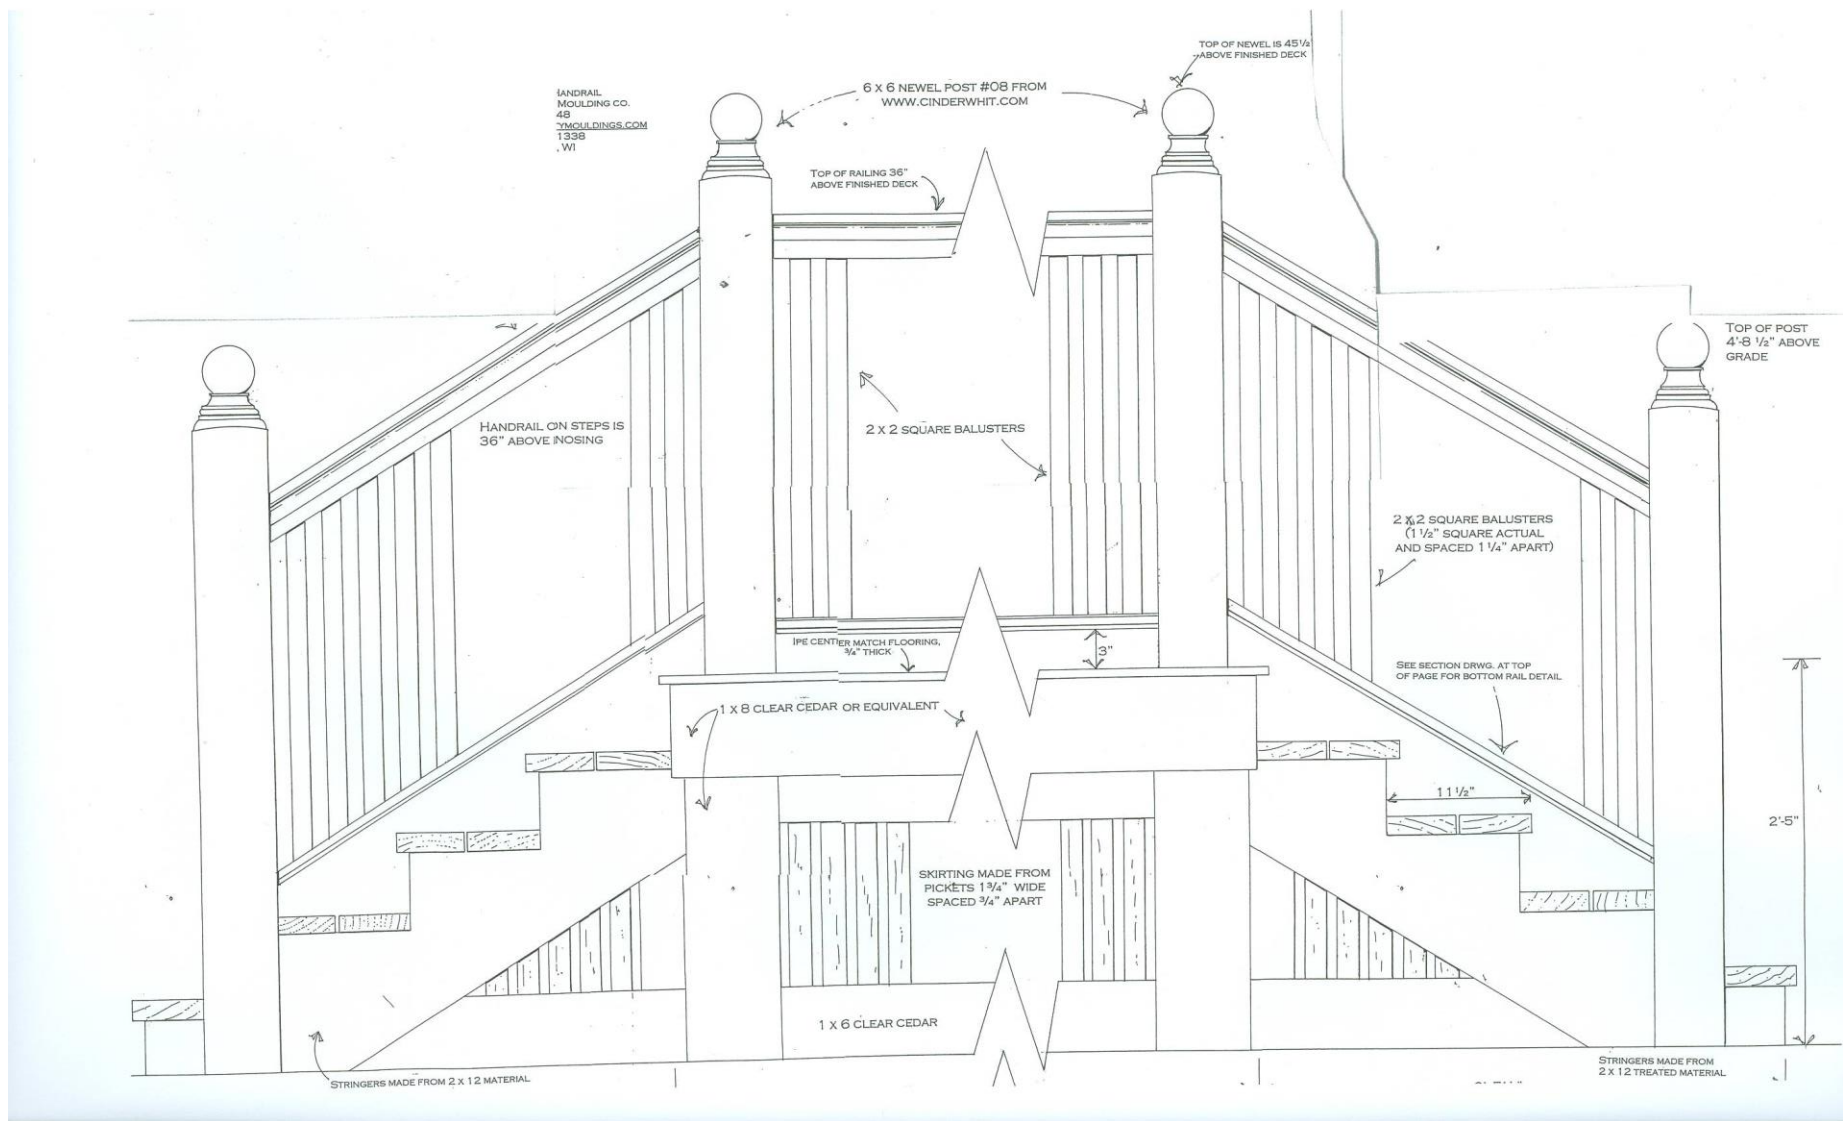 TOP OF NEWEL IS 45½
ABOVE FINISHED DECK
6 X 6 NEWEL POST #08 FROM
WWW.CINDERWHIT.COM
MOULDING CO.
48
YMOULDINGS.COM
1338
, WI
TOP OF RAILING 36"
ABOVE FINISHED DECK
TOP OF POST
4'-8 ½" ABOVE
GRADE
HANDRAIL ON STEPS IS
36" ABOVE NOSING
2 X 2 SQUARE BALUSTERS
2 X 2 SQUARE BALUSTERS
(1 ½" SQUARE ACTUAL
AND SPACED 1 ¼" APART)
IPE CENTER MATCH FLOORING,
¾" THICK
3"
SEE SECTION DRWG. AT TOP
OF PAGE FOR BOTTOM RAIL DETAIL
1 X 8 CLEAR CEDAR OR EQUIVALENT
11 ½"
2'-5"
SKIRTING MADE FROM
PICKETS 1 ¾" WIDE
SPACED ¾" APART
1 X 6 CLEAR CEDAR
STRINGERS MADE FROM 2 X 12 MATERIAL
STRINGERS MADE FROM
2 X 12 TREATED MATERIAL